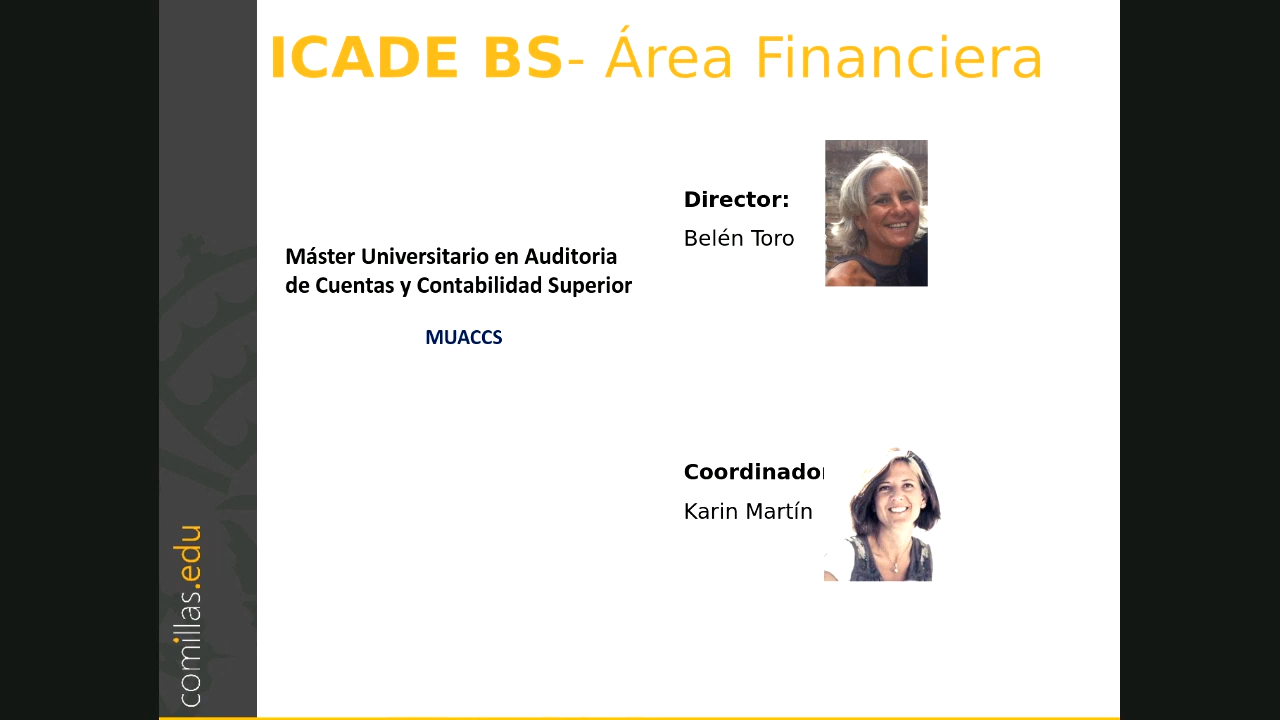 ICADE BS- Área Financiera
Máster Universitario en Auditoria
de Cuentas y Contabilidad Superior
MUACCS
Director:
Belén Toro
Coordinador
Karin Martín
comillas.edu